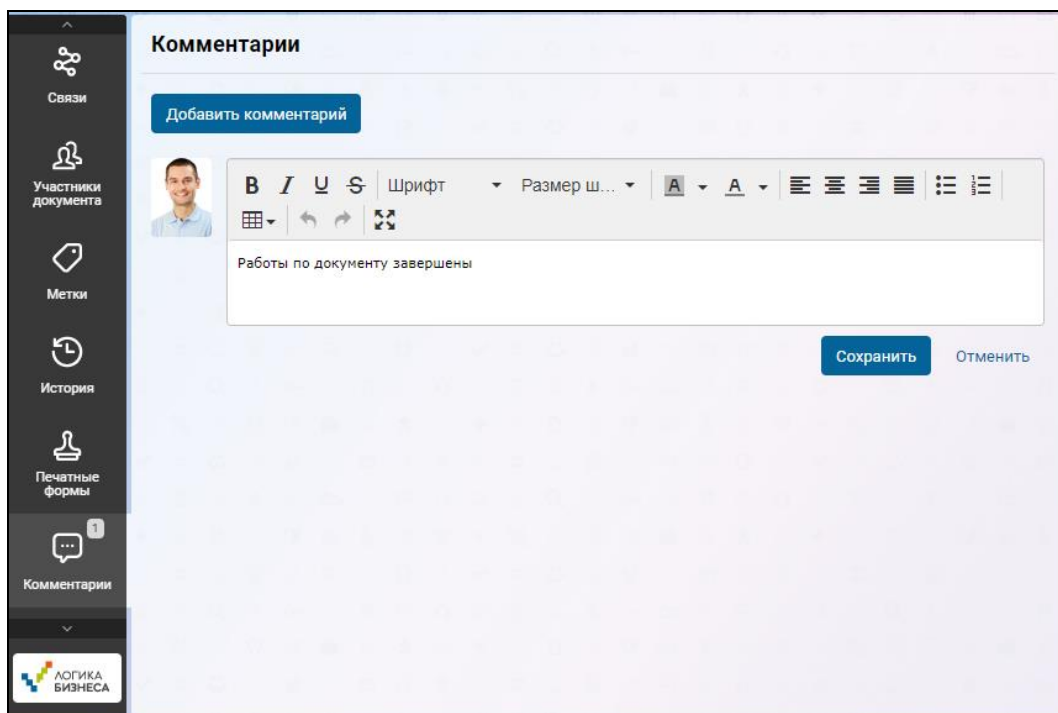 Связи
Участники
документа
Метки
История
Печатные
формы
1
Комментарии
ЛОГИКА
БИЗНЕСА
Комментарии
Добавить комментарий
B I U S Шрифт Размер ш... A A
Работы по документу завершены
Сохранить Отменить